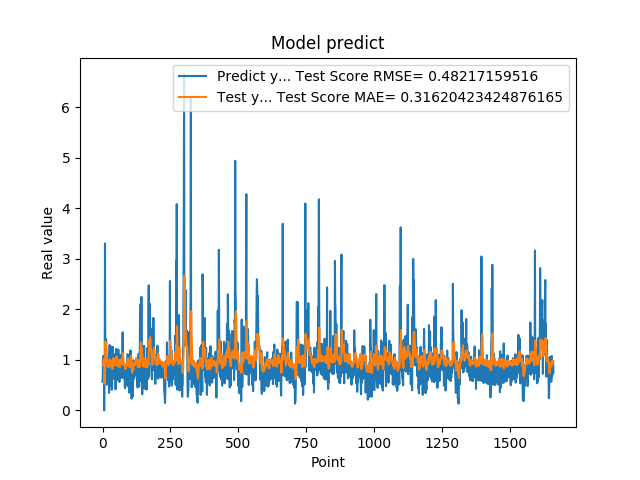 Model predict
Predict y... Test Score RMSE= 0.48217159516
Test y... Test Score MAE= 0.31620423424876165
6
5
4
3
2
1
0
Real value
0 250 500 750 1000 1250 1500
Point